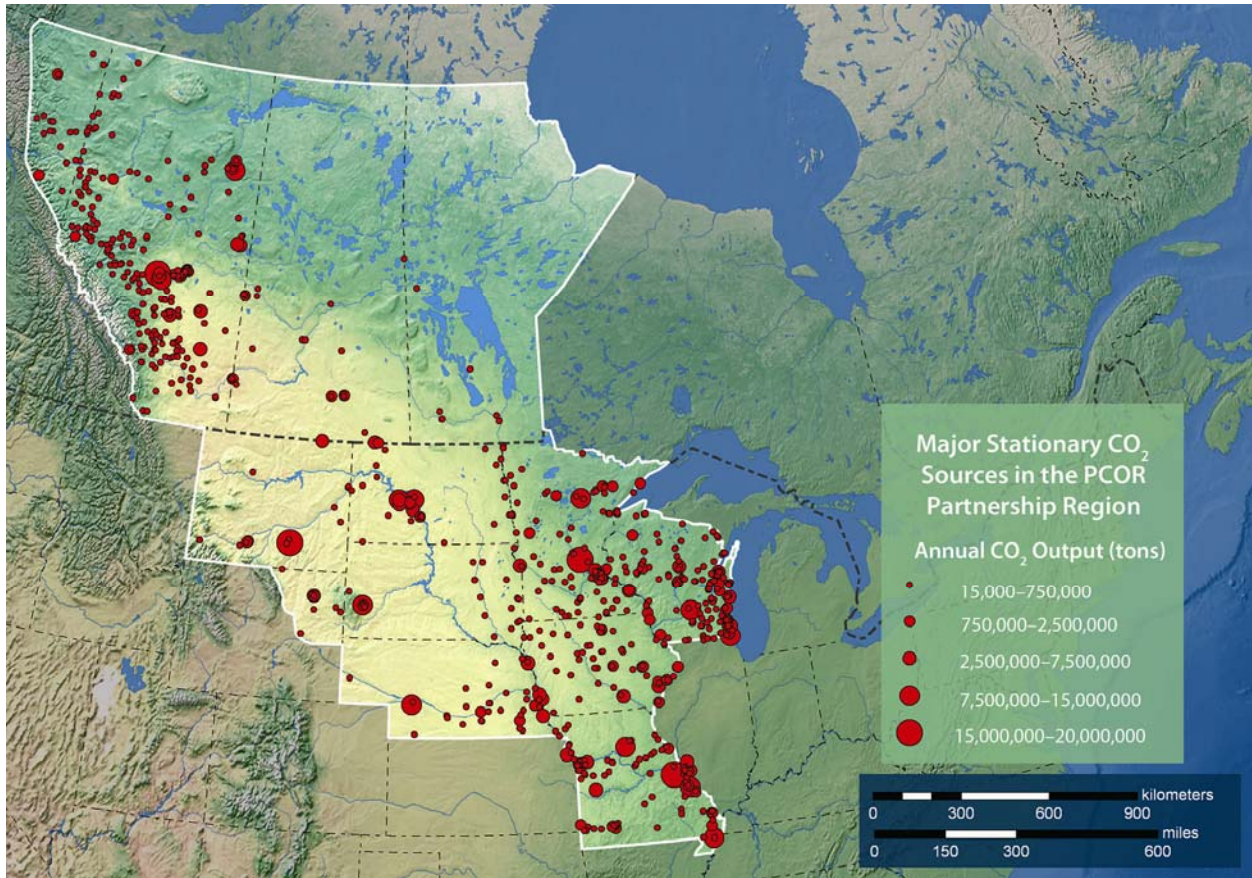 Major Stationary CO₂
Sources in the PCOR
Partnership Region
Annual CO₂ Output (tons)
15,000–750,000
750,000–2,500,000
2,500,000–7,500,000
7,500,000–15,000,000
15,000,000–20,000,000
kilometers
0 300 600 900
miles
0 150 300 600